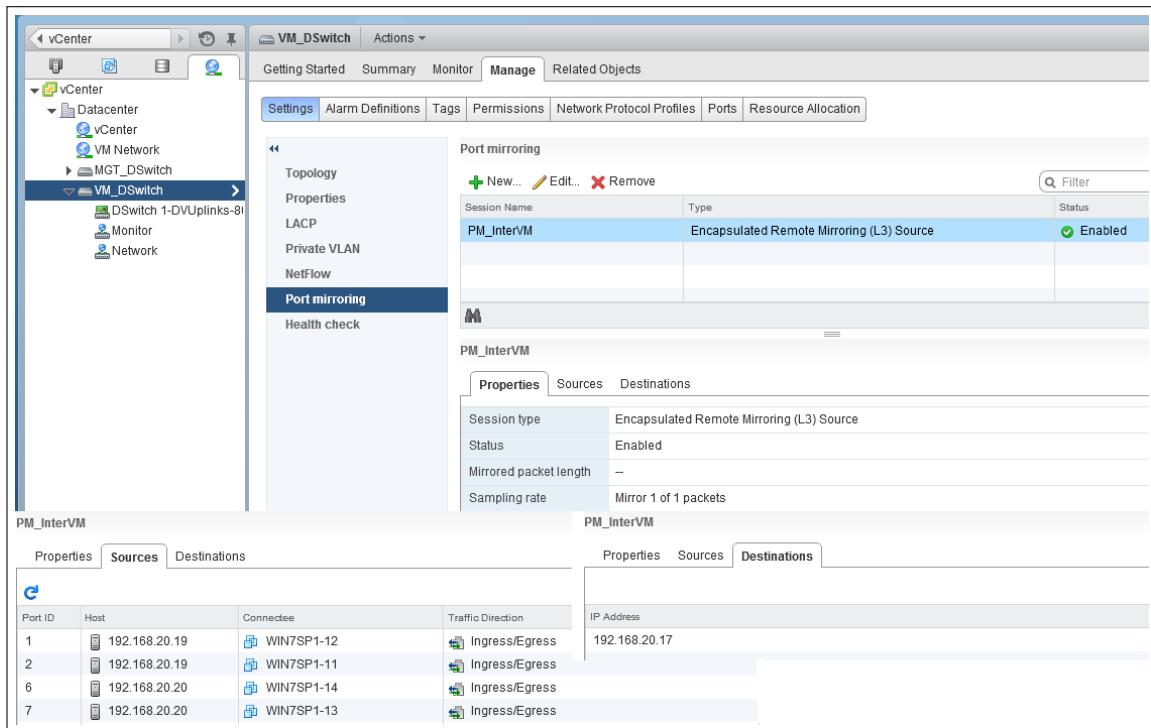 vCenter
VM_DSwitch Actions
Getting Started Summary Monitor Manage Related Objects
vCenter
Datacenter
vCenter
VM Network
MGT_DSwitch
VM_DSwitch
DSwitch 1-DVUplinks-8
Monitor
Network
Settings Alarm Definitions Tags Permissions Network Protocol Profiles Ports Resource Allocation
Topology
Properties
LACP
Private VLAN
NetFlow
Port mirroring
Health check
Port mirroring
New... Edit... Remove
Filter
Session Name Type Status
PM_InterVM Encapsulated Remote Mirroring (L3) Source Enabled
PM_InterVM
Properties Sources Destinations
Session type Encapsulated Remote Mirroring (L3) Source
Status Enabled
Mirrored packet length --
Sampling rate Mirror 1 of 1 packets
PM_InterVM
Properties Sources Destinations
Port ID Host Connectee Traffic Direction
1 192.168.20.19 WIN7SP1-12 Ingress/Egress
2 192.168.20.19 WIN7SP1-11 Ingress/Egress
6 192.168.20.20 WIN7SP1-14 Ingress/Egress
7 192.168.20.20 WIN7SP1-13 Ingress/Egress
PM_InterVM
Properties Sources Destinations
IP Address
192.168.20.17